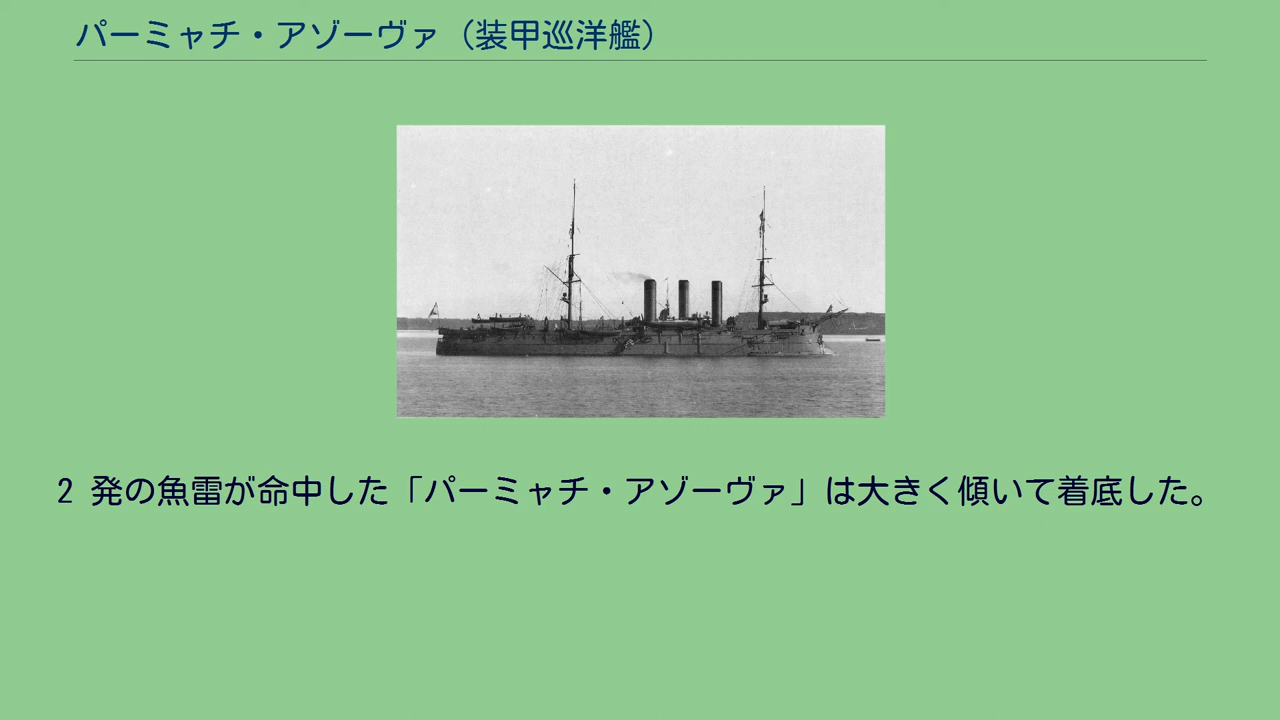 パーミャチ・アゾーヴァ（装甲巡洋艦）
2 発の魚雷が命中した「パーミャチ・アゾーヴァ」は大きく傾いて着底した。